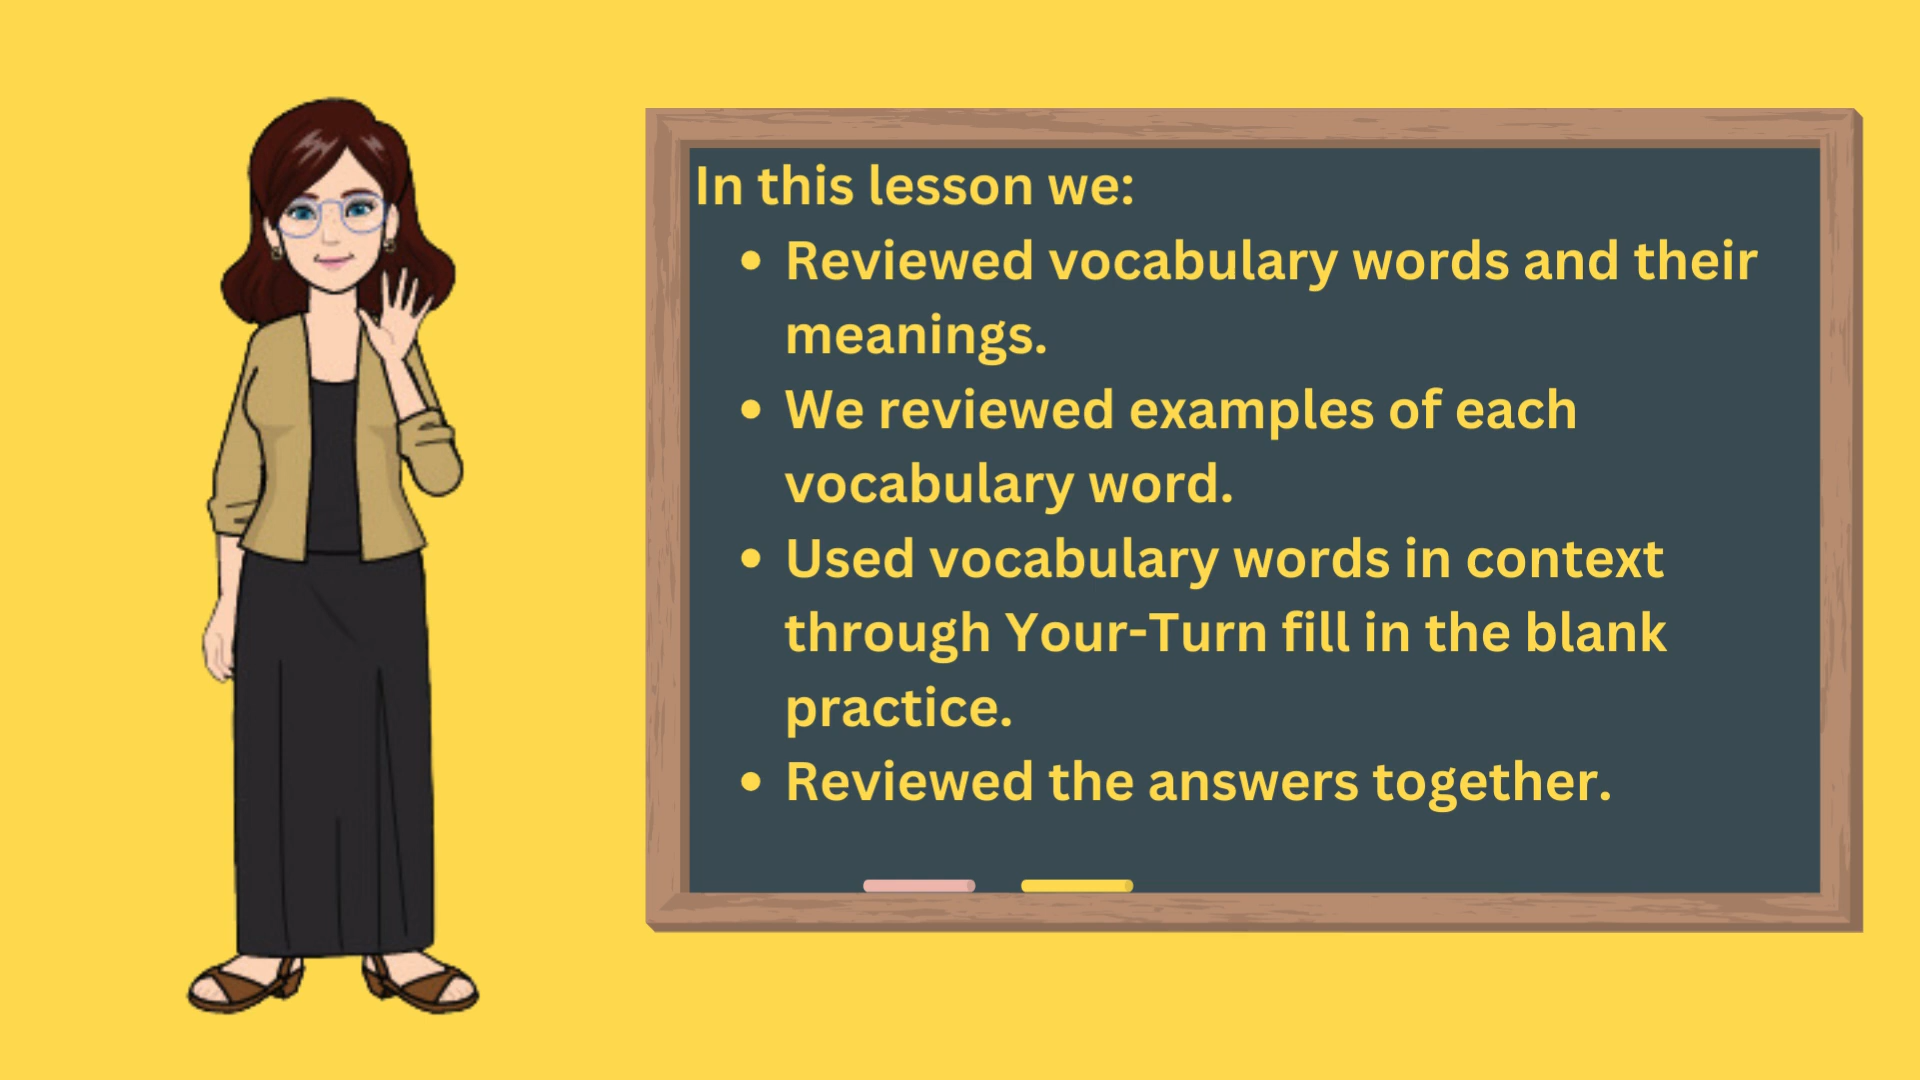 In this lesson we:
• Reviewed vocabulary words and their
meanings.
• We reviewed examples of each
vocabulary word.
• Used vocabulary words in context
through Your-Turn fill in the blank
practice.
• Reviewed the answers together.